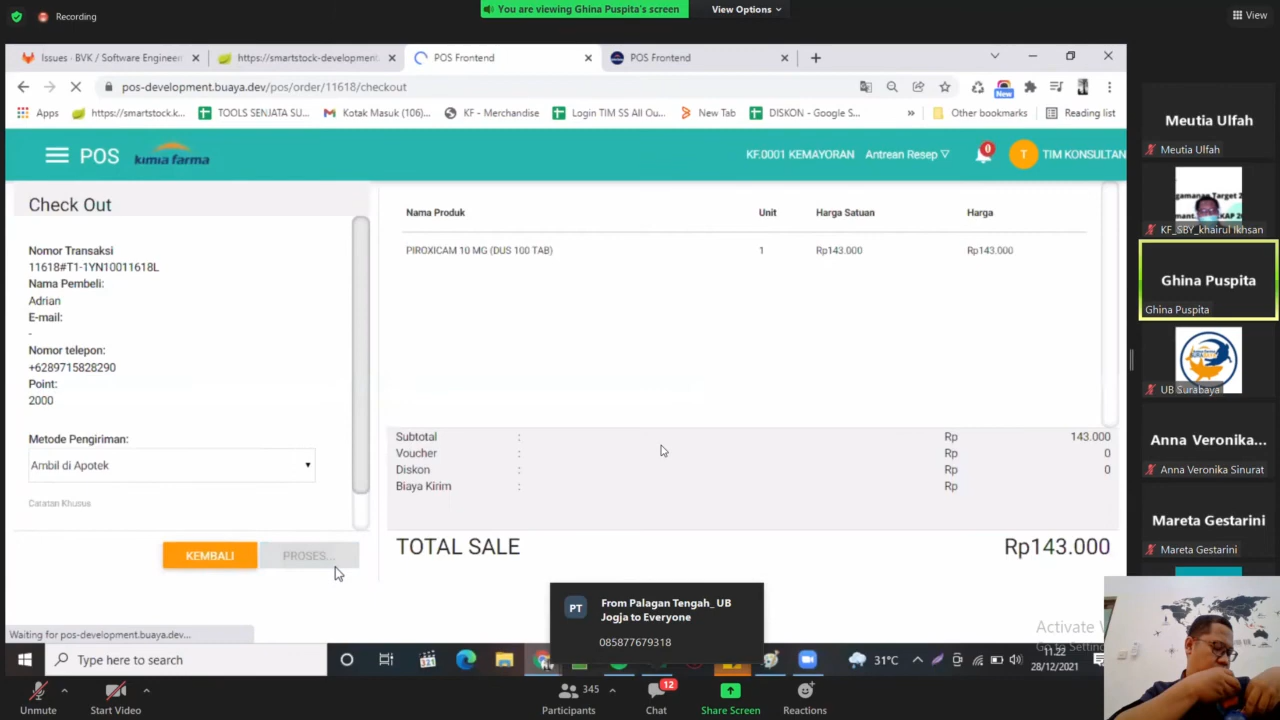 Recording
You are viewing Ghina Puspita's screen
View Options
View
Issues · BVK / Software Engineer
https://smartstock-development.
POS Frontend
POS Frontend
pos-development.buaya.dev/pos/order/11618/checkout
New
Apps
https://smartstock.k...
TOOLS SENJATA SU...
Kotak Masuk (106)...
KF - Merchandise
Login TIM SS All Ou...
New Tab
DISKON - Google S...
»
Other bookmarks
Reading list
POS
kimia farma
KF.0001 KEMAYORAN
Antrean Resep
0
T
TIM KONSULTAN
Check Out
Nomor Transaksi
11618#T1-1YN10011618L
Nama Pembeli:
Adrian
E-mail:
-
Nomor telepon:
+6289715828290
Point:
2000
Metode Pengiriman:
Ambil di Apotek
Catatan Khusus
KEMBALI
PROSES...
Nama Produk Unit Harga Satuan Harga
PIROXICAM 10 MG (DUS 100 TAB) 1 Rp143.000 Rp143.000
Subtotal : Rp 143.000
Voucher : Rp 0
Diskon : Rp 0
Biaya Kirim : Rp
TOTAL SALE Rp143.000
PT
From Palagan Tengah_ UB
Jogja to Everyone
085877679318
Waiting for pos-development.buaya.dev...
Activate
Type here to search
31°C
11.22
28/12/2021
Meutia Ulfah
Meutia Ulfah
KF_SBY_khairul Ikhsan
Ghina Puspita
Ghina Puspita
UB Surabaya
Anna Veronika...
Anna Veronika Sinurat
Mareta Gestarini
Mareta Gestarini
Unmute
Start Video
345
Participants
12
Chat
Share Screen
Reactions